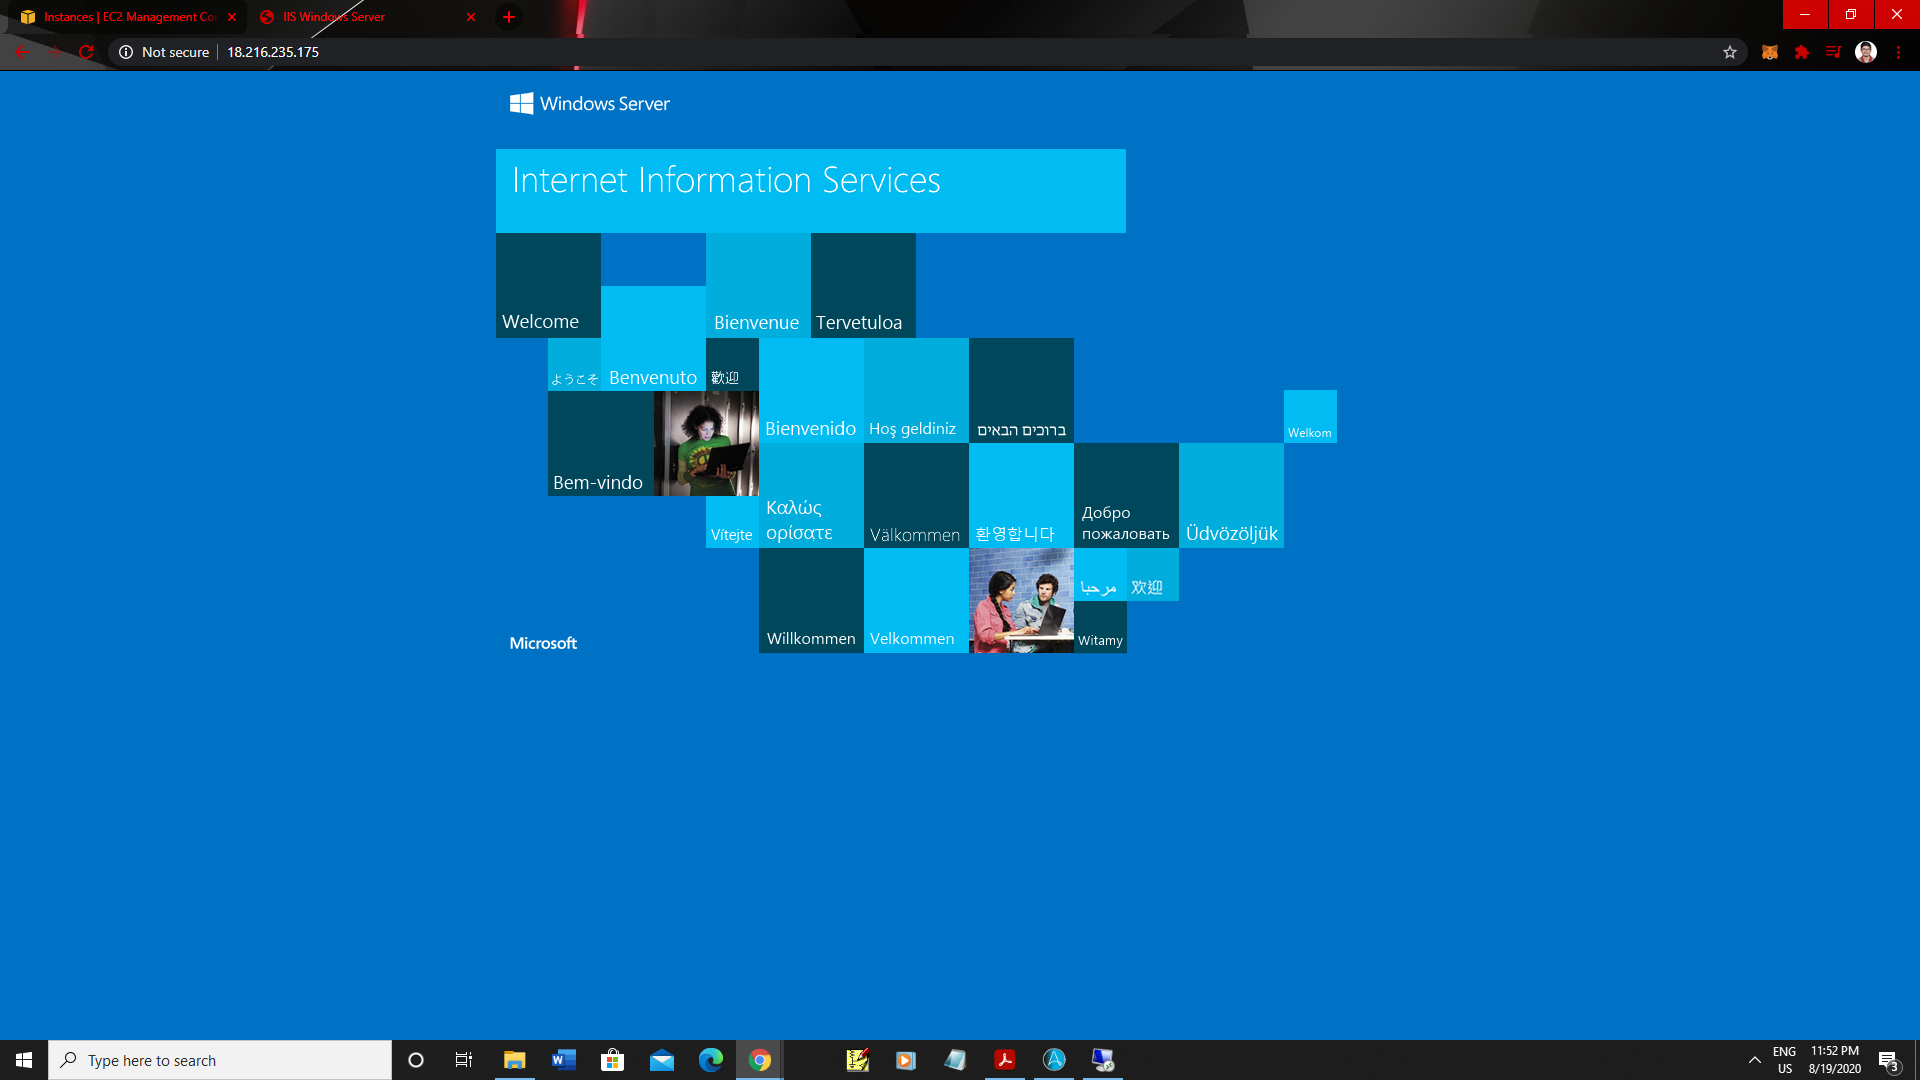 Instances | EC2 Management Con
IIS Windows Server
Not secure
18.216.235.175
Windows Server
Internet Information Services
Welcome
Bienvenue
Tervetuloa
ようこそ
Benvenuto
歡迎
Bienvenido
Hoş geldiniz
ברוכים הבאים
Welkom
Bem-vindo
Vítejte
Καλώς
ορίσατε
Välkommen
환영합니다
Добро
пожаловать
Üdvözöljük
Microsoft
Willkommen
Velkommen
مرحبا
欢迎
Witamy
Type here to search
ENG
US
11:52 PM
8/19/2020
3